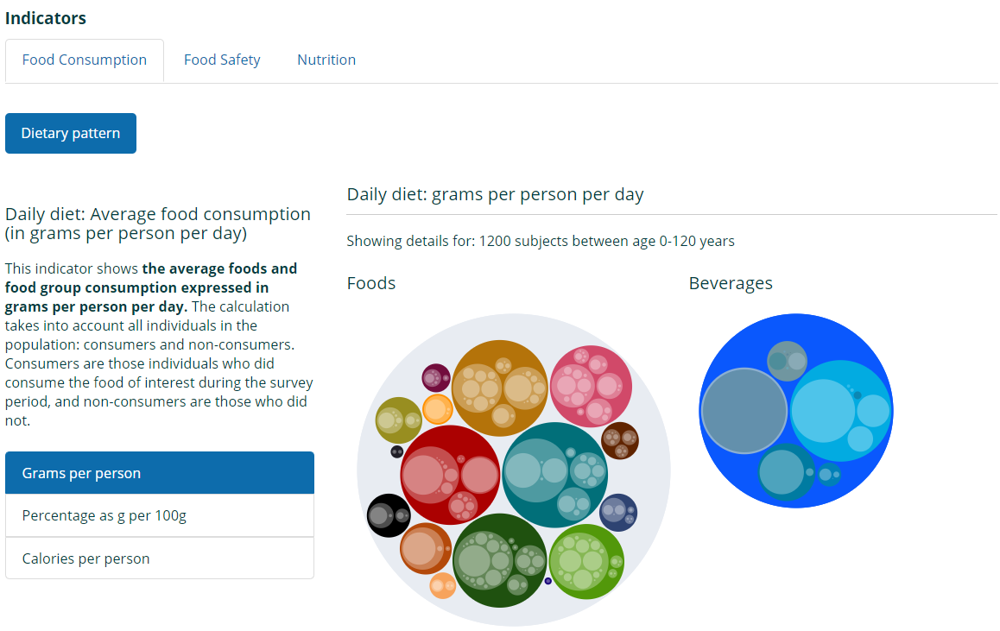 Indicators
Food Consumption
Food Safety
Nutrition
Dietary pattern
Daily diet: Average food consumption
(in grams per person per day)
This indicator shows the average foods and
food group consumption expressed in
grams per person per day. The calculation
takes into account all individuals in the
population: consumers and non-consumers.
Consumers are those individuals who did
consume the food of interest during the survey
period, and non-consumers are those who did
not.
Grams per person
Percentage as g per 100g
Calories per person
Daily diet: grams per person per day
Showing details for: 1200 subjects between age 0-120 years
Foods
Beverages